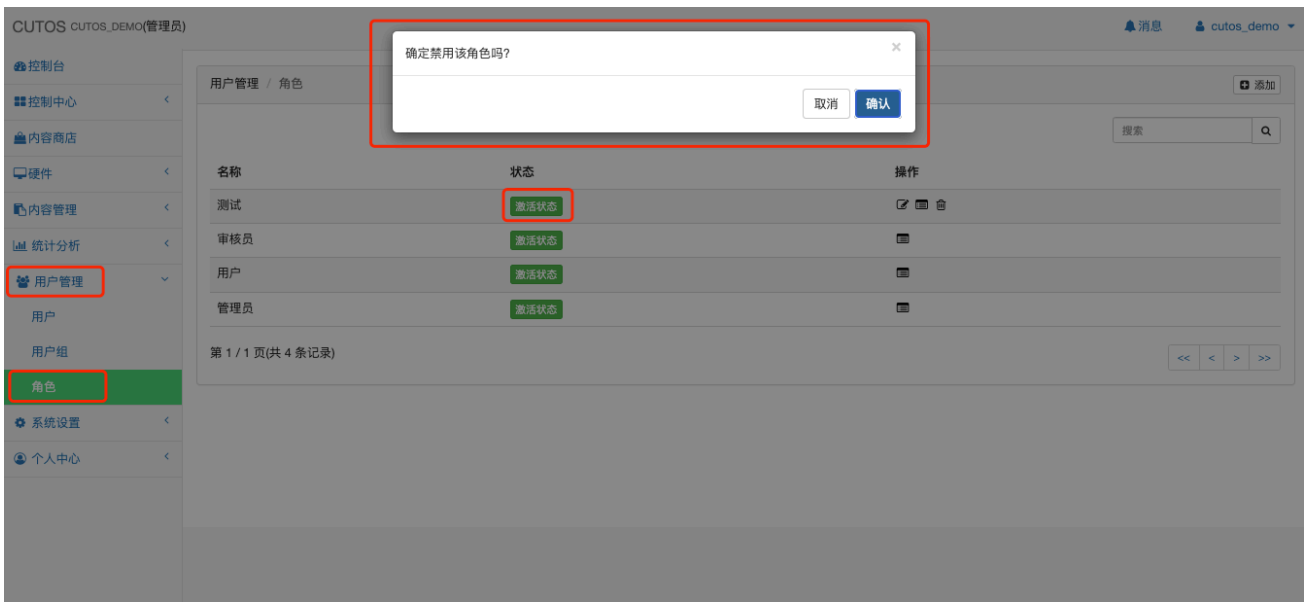 CUTOS CUTOS_DEMO(管理员)
消息 cutos_demo
确定禁用该角色吗? ×
取消 确认
控制台
控制中心
内容商店
硬件
内容管理
统计分析
用户管理
用户
用户组
角色
系统设置
个人中心
用户管理 / 角色 添加
搜索
名称 状态 操作
测试 激活状态
审核员 激活状态
用户 激活状态
管理员 激活状态
第 1 / 1 页(共 4 条记录) << < > >>